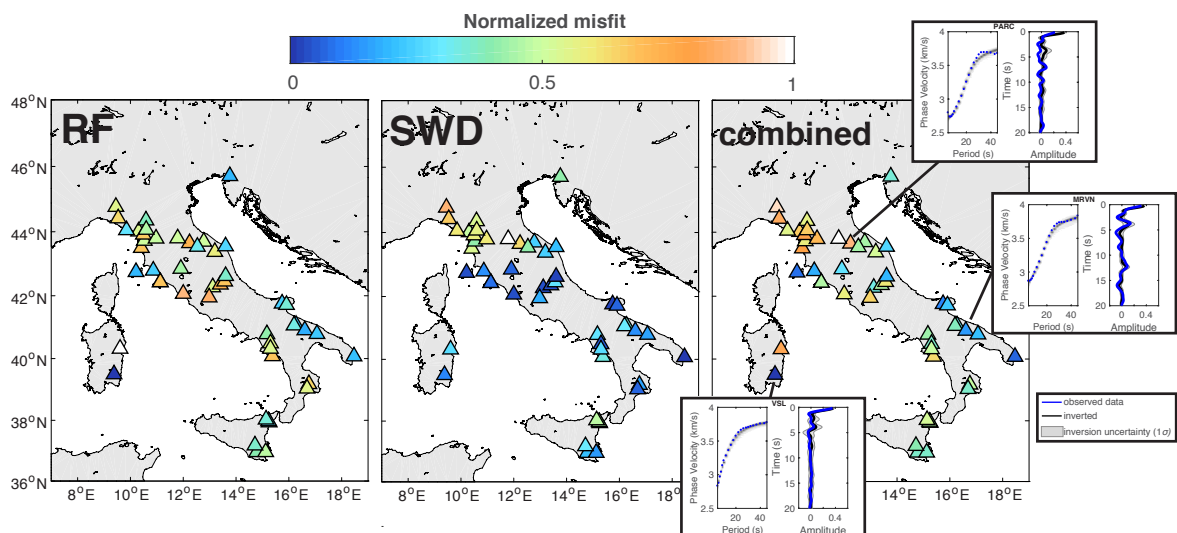 Normalized misfit
0
0.5
1
RF
SWD
combined
48°N
46°N
44°N
42°N
40°N
38°N
36°N
8°E
10°E
12°E
14°E
16°E
18°E
8°E
10°E
12°E
14°E
16°E
18°E
14°E
16°E
18°E
PARC
Phase Velocity (km/s)
4
3.5
3
2.5
20
40
Period (s)
Time (s)
0
5
10
15
20
0
0.4
Amplitude
MRVN
Phase Velocity (km/s)
4
3.5
3
2.5
20
40
Period (s)
Time (s)
0
5
10
15
20
0
0.4
Amplitude
VSL
Phase Velocity (km/s)
4
3.5
3
2.5
20
40
Period (s)
Time (s)
0
5
10
15
20
0
0.4
Amplitude
observed data
inverted
inversion uncertainty (1σ)